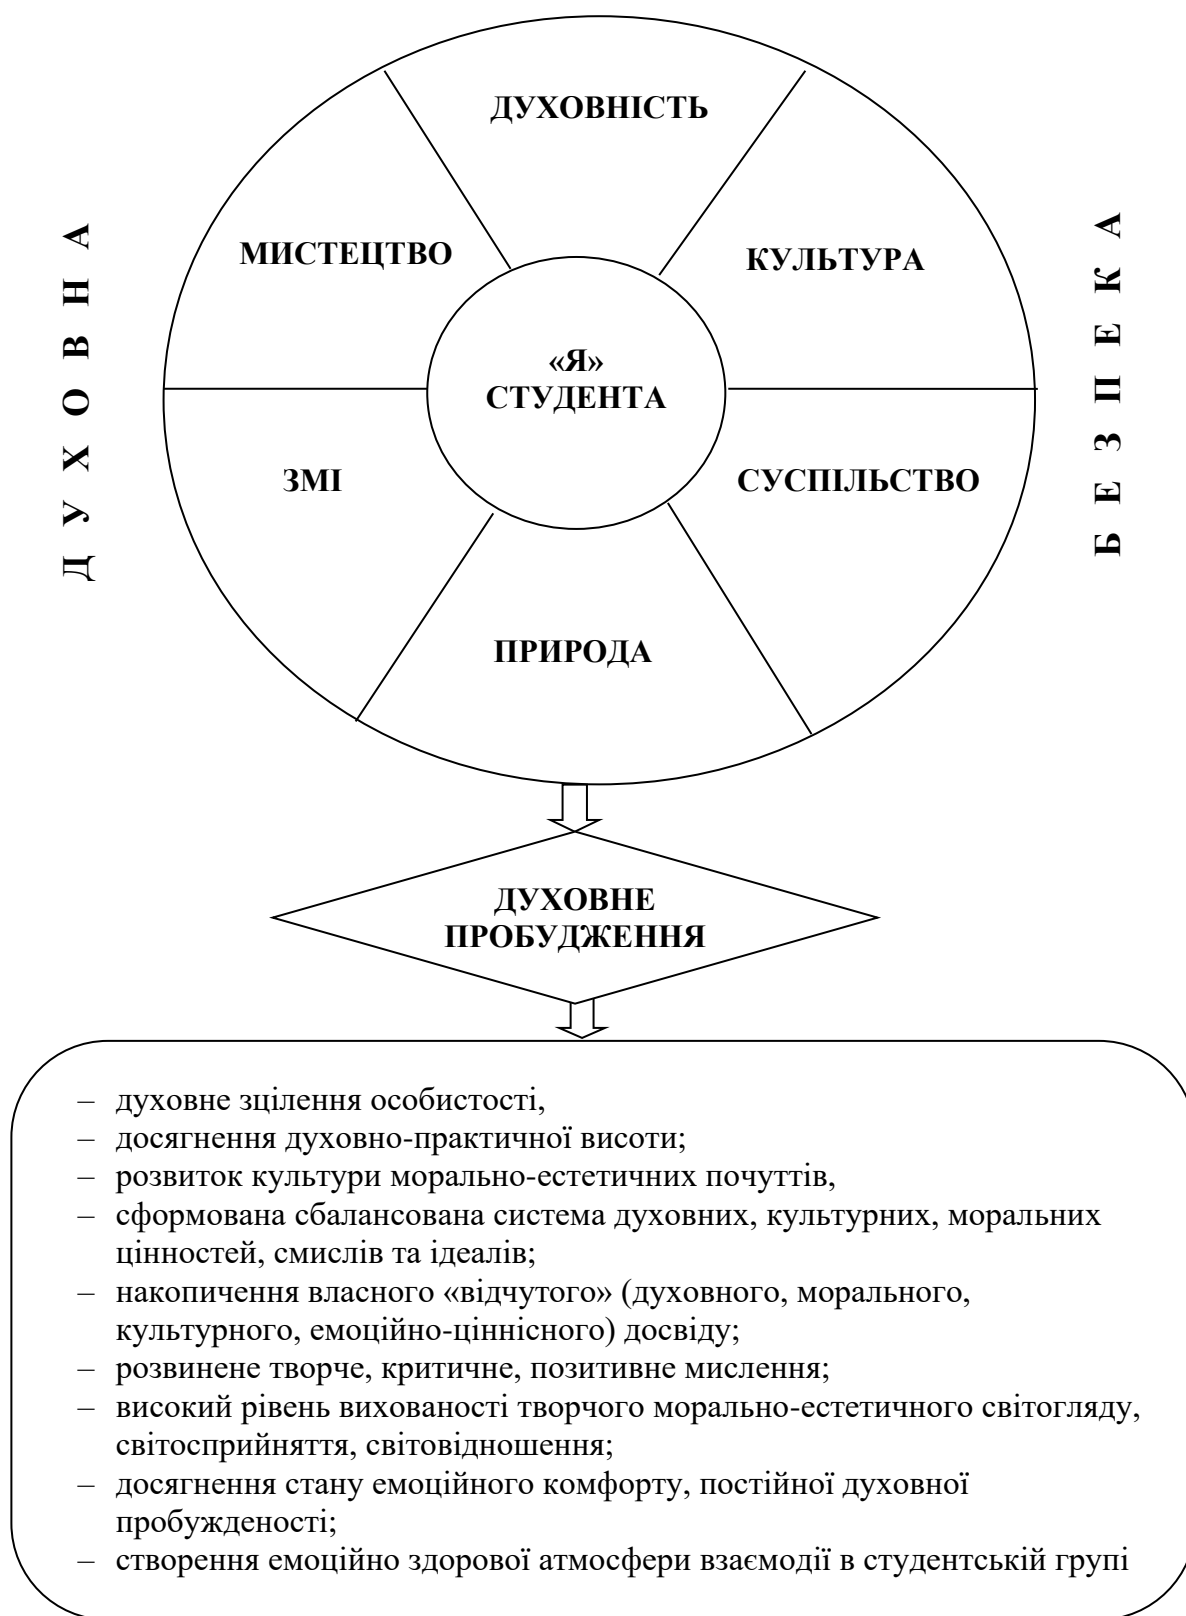 ДУХОВНІСТЬ
МИСТЕЦТВО
КУЛЬТУРА
ДУХОВНА
БЕЗПЕКА
«Я»
СТУДЕНТА
ЗМІ
СУСПІЛЬСТВО
ПРИРОДА
ДУХОВНЕ
ПРОБУДЖЕННЯ
– духовне зцілення особистості,
– досягнення духовно-практичної висоти;
– розвиток культури морально-естетичних почуттів,
– сформована сбалансована система духовних, культурних, моральних
цінностей, смислів та ідеалів;
– накопичення власного «відчутого» (духовного, морального,
культурного, емоційно-ціннісного) досвіду;
– розвинене творче, критичне, позитивне мислення;
– високий рівень вихованості творчого морально-естетичного світогляду,
світосприйняття, світовідношення;
– досягнення стану емоційного комфорту, постійної духовної
пробужденості;
– створення емоційно здорової атмосфери взаємодії в студентській групі